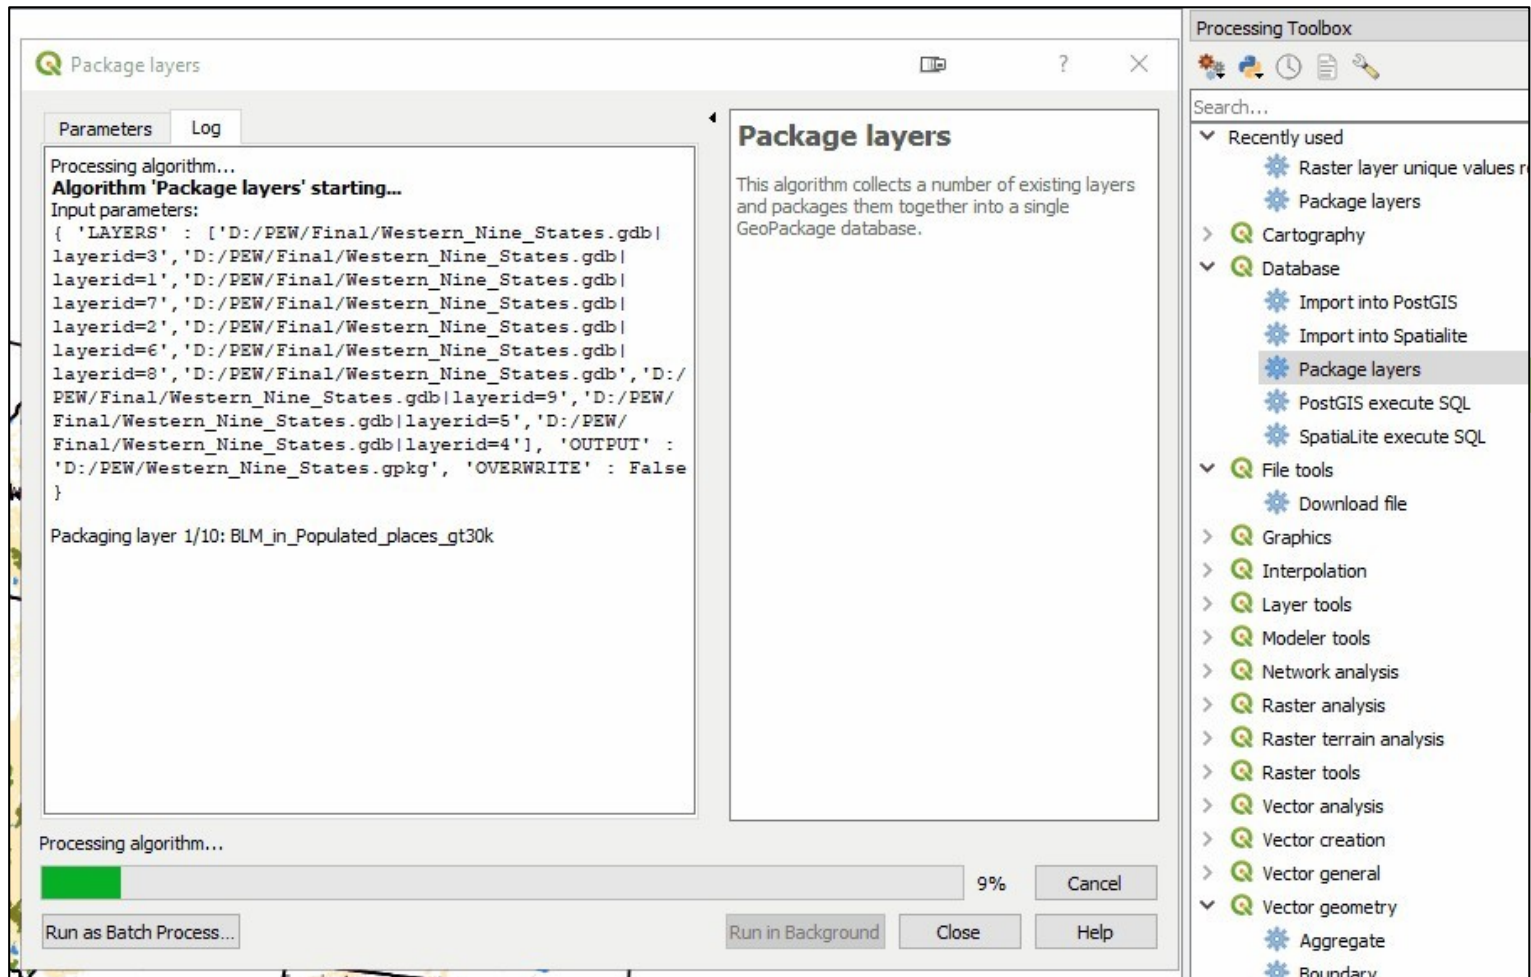 Package layers
?
Parameters
Log
Processing algorithm...
Algorithm 'Package layers' starting...
Input parameters:
{ 'LAYERS' : ['D:/PEW/Final/Western_Nine_States.gdb|
layerid=3','D:/PEW/Final/Western_Nine_States.gdb|
layerid=1','D:/PEW/Final/Western_Nine_States.gdb|
layerid=7','D:/PEW/Final/Western_Nine_States.gdb|
layerid=2','D:/PEW/Final/Western_Nine_States.gdb|
layerid=6','D:/PEW/Final/Western_Nine_States.gdb|
layerid=8','D:/PEW/Final/Western_Nine_States.gdb','D:/
PEW/Final/Western_Nine_States.gdb|layerid=9','D:/PEW/
Final/Western_Nine_States.gdb|layerid=5','D:/PEW/
Final/Western_Nine_States.gdb|layerid=4'], 'OUTPUT' :
'D:/PEW/Western_Nine_States.gpkg', 'OVERWRITE' : False
}
Packaging layer 1/10: BLM_in_Populated_places_gt30k
Package layers
This algorithm collects a number of existing layers
and packages them together into a single
GeoPackage database.
Processing algorithm...
9%
Cancel
Run as Batch Process...
Run in Background
Close
Help
Processing Toolbox
Search...
Recently used
Raster layer unique values r
Package layers
Cartography
Database
Import into PostGIS
Import into Spatialite
Package layers
PostGIS execute SQL
SpatiaLite execute SQL
File tools
Download file
Graphics
Interpolation
Layer tools
Modeler tools
Network analysis
Raster analysis
Raster terrain analysis
Raster tools
Vector analysis
Vector creation
Vector general
Vector geometry
Aggregate
Boundary